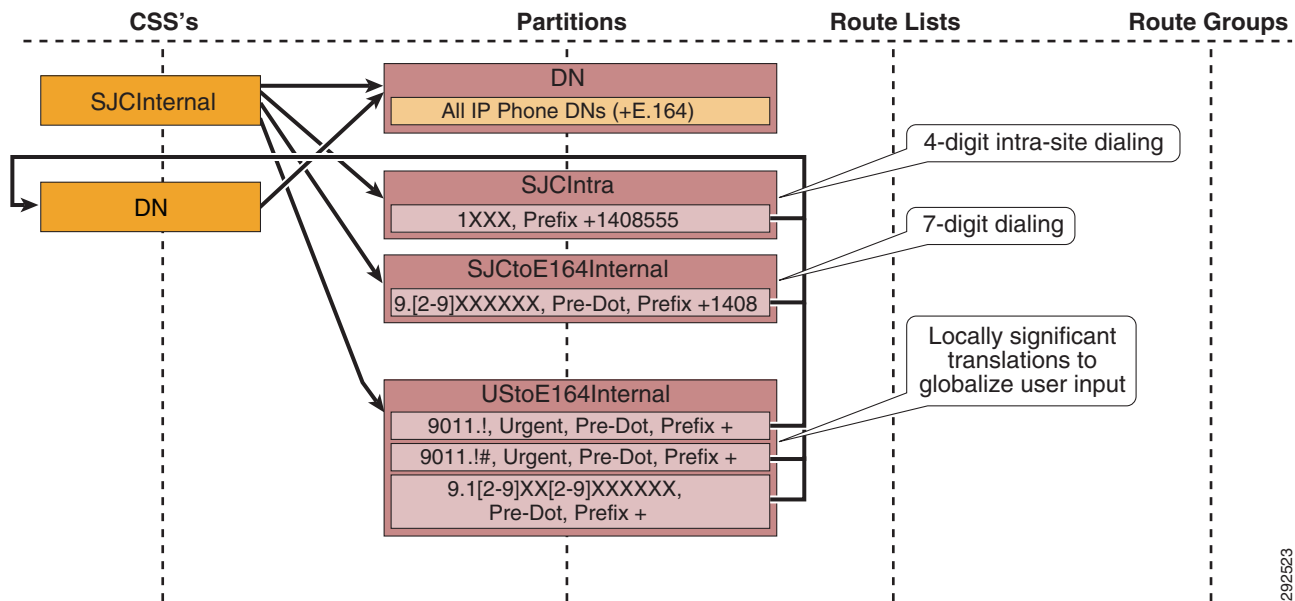 CSS's
Partitions
Route Lists
Route Groups
SJCInternal
DN
DN
All IP Phone DNs (+E.164)
4-digit intra-site dialing
SJCIntra
1XXX, Prefix +1408555
7-digit dialing
SJCtoE164Internal
9.[2-9]XXXXXX, Pre-Dot, Prefix +1408
Locally significant
translations to
globalize user input
UStoE164Internal
9011.!, Urgent, Pre-Dot, Prefix +
9011.!#, Urgent, Pre-Dot, Prefix +
9.1[2-9]XX[2-9]XXXXXX,
Pre-Dot, Prefix +
292523